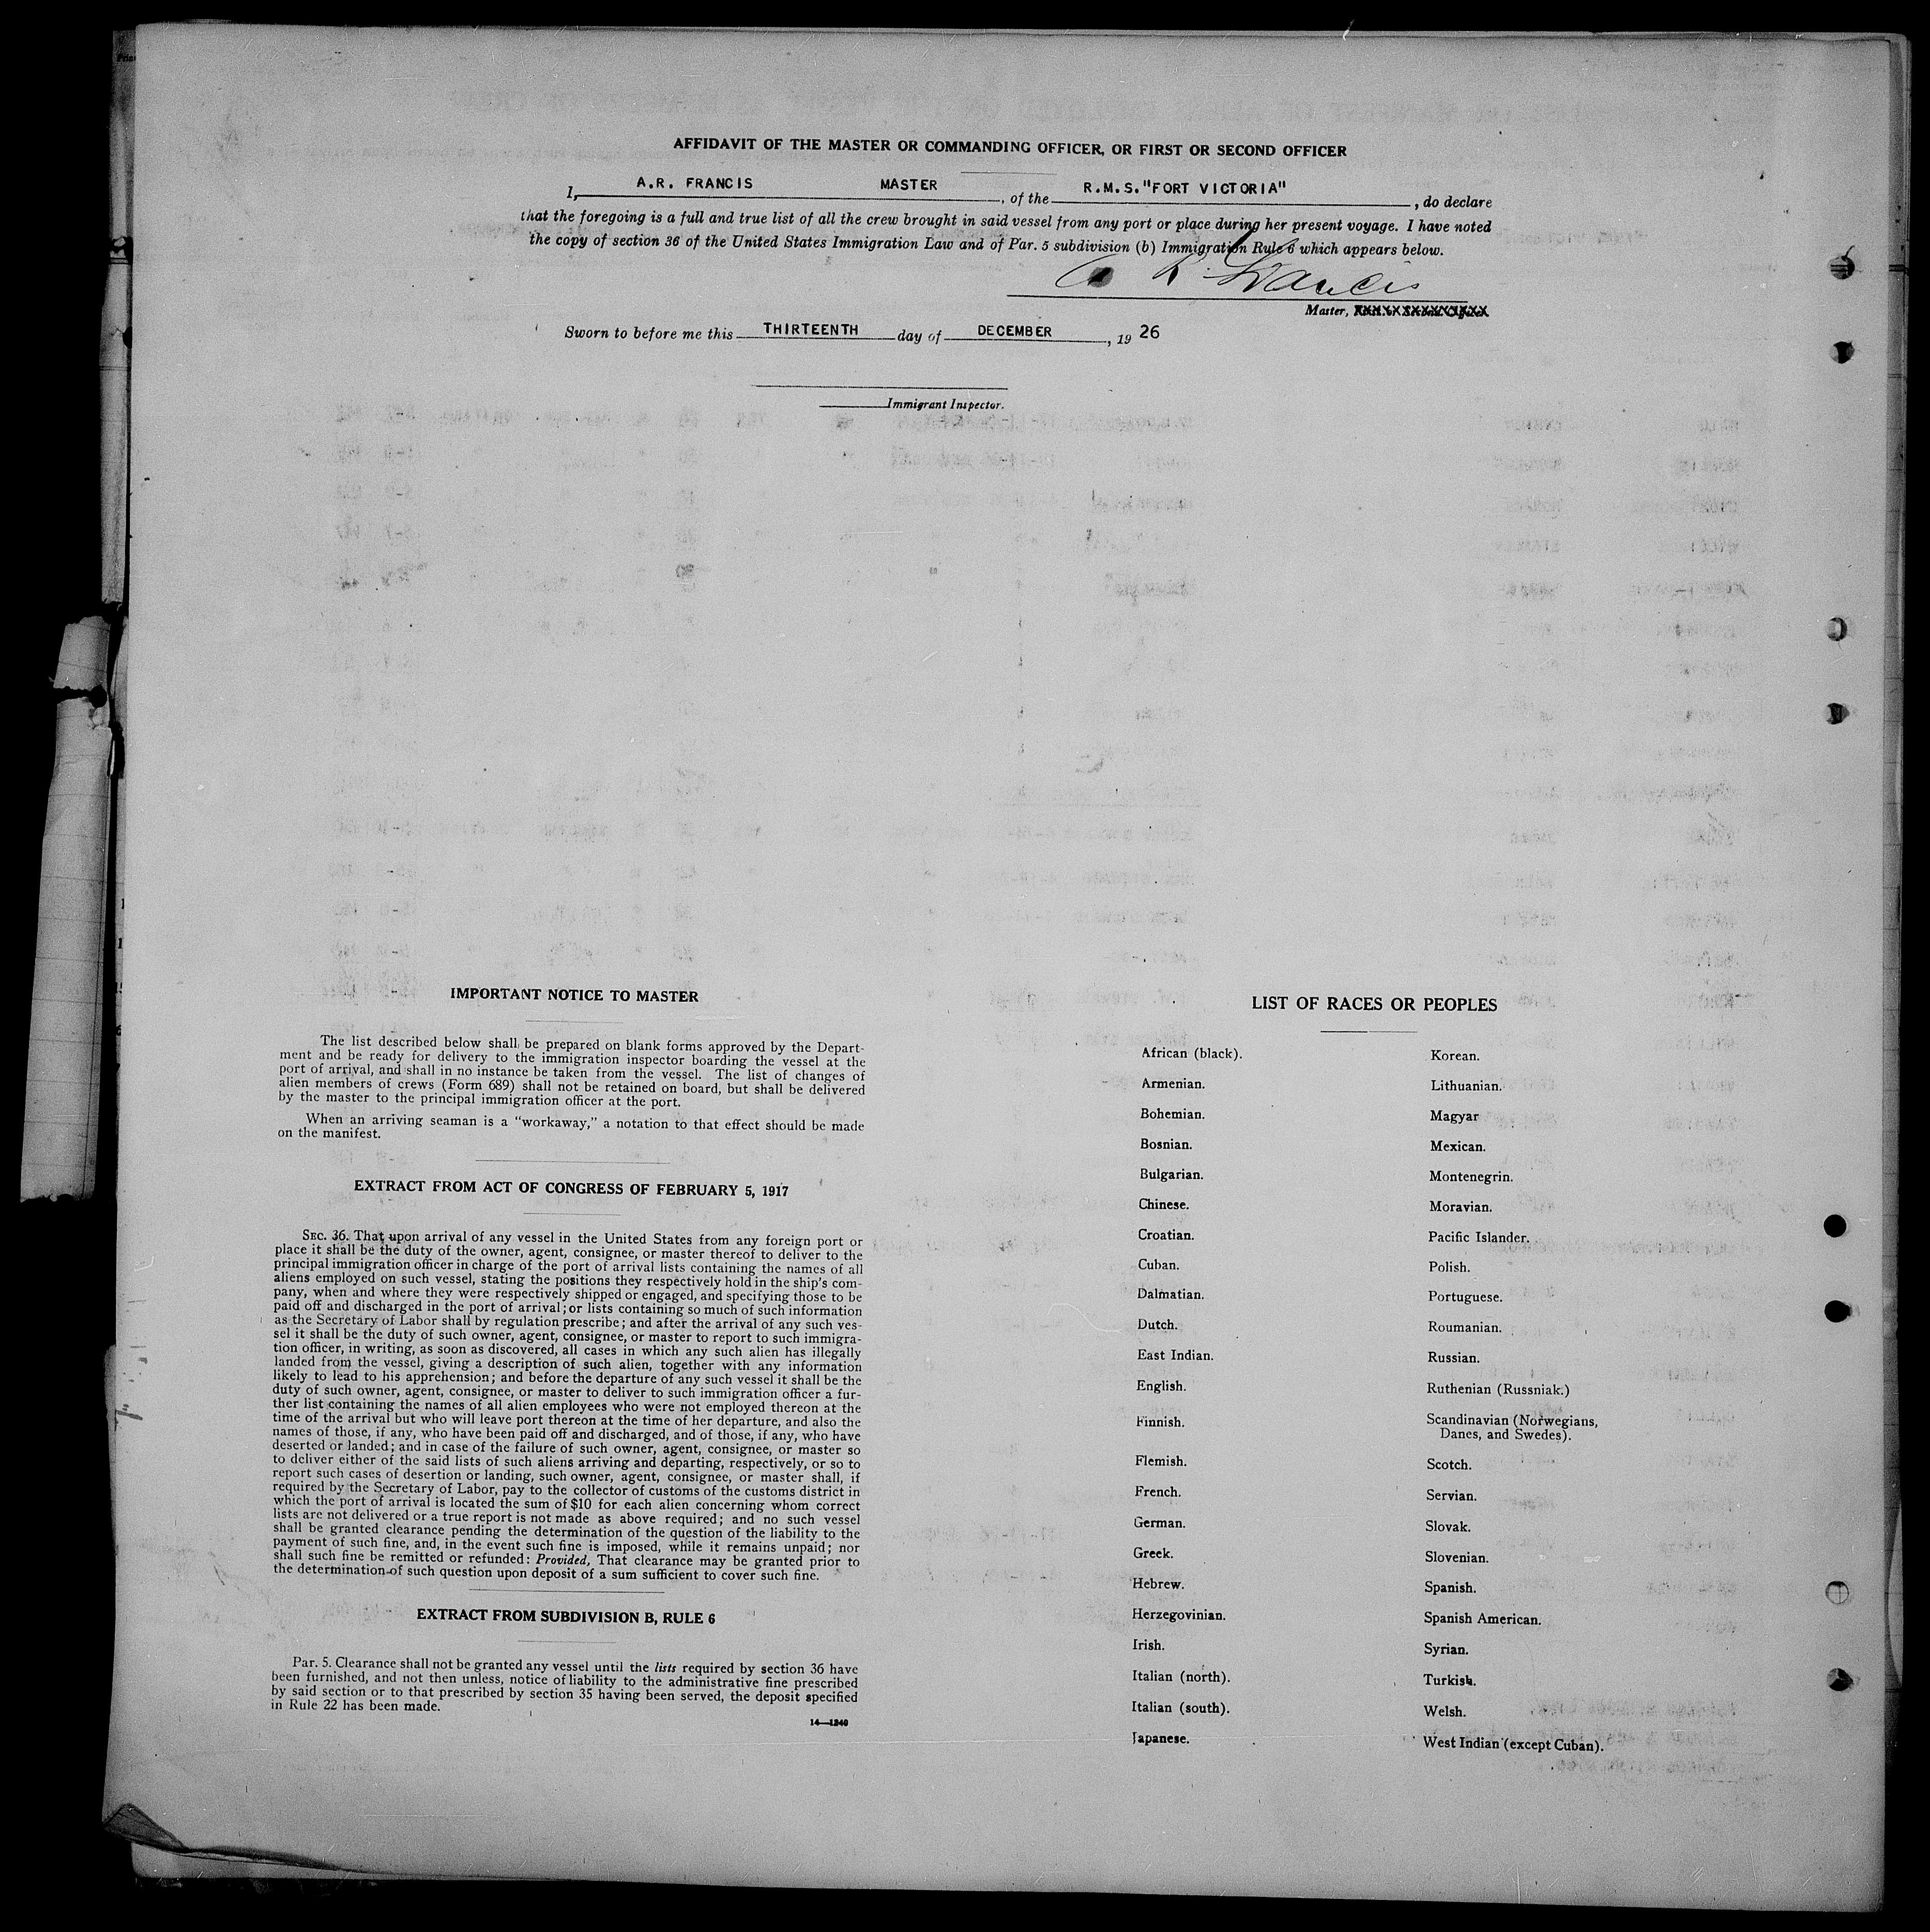 AFFIDAVIT OF THE MASTER OR COMMANDING OFFICER, OR FIRST OR SECOND OFFICER
I, A.R. FRANCIS MASTER, of the R.M.S."FORT VICTORIA", do declare
that the foregoing is a full and true list of all the crew brought in said vessel from any port or place during her present voyage. I have noted
the copy of section 36 of the United States Immigration Law and of Par. 5 subdivision (b) Immigration Rule 6 which appears below.
A R. Francis
Master,
Sworn to before me this THIRTEENTH day of DECEMBER, 19 26
Immigrant Inspector.
IMPORTANT NOTICE TO MASTER
The list described below shall be prepared on blank forms approved by the Depart-
ment and be ready for delivery to the immigration inspector boarding the vessel at the
port of arrival, and shall in no instance be taken from the vessel. The list of changes of
alien members of crews (Form 689) shall not be retained on board, but shall be delivered
by the master to the principal immigration officer at the port.
When an arriving seaman is a "workaway," a notation to that effect should be made
on the manifest.
EXTRACT FROM ACT OF CONGRESS OF FEBRUARY 5, 1917
SEC. 36. That upon arrival of any vessel in the United States from any foreign port or
place it shall be the duty of the owner, agent, consignee, or master thereof to deliver to the
principal immigration officer in charge of the port of arrival lists containing the names of all
aliens employed on such vessel, stating the positions they respectively hold in the ship's com-
pany, when and where they were respectively shipped or engaged, and specifying those to be
paid off and discharged in the port of arrival; or lists containing so much of such information
as the Secretary of Labor shall by regulation prescribe; and after the arrival of any such ves-
sel it shall be the duty of such owner, agent, consignee, or master to report to such immigra-
tion officer, in writing, as soon as discovered, all cases in which any such alien has illegally
landed from the vessel, giving a description of such alien, together with any information
likely to lead to his apprehension; and before the departure of any such vessel it shall be the
duty of such owner, agent, consignee, or master to deliver to such immigration officer a fur-
ther list containing the names of all alien employees who were not employed thereon at the
time of the arrival but who will leave port thereon at the time of her departure, and also the
names of those, if any, who have been paid off and discharged, and of those, if any, who have
deserted or landed; and in case of the failure of such owner, agent, consignee, or master so
to deliver either of the said lists of such aliens arriving and departing, respectively, or so to
report such cases of desertion or landing, such owner, agent, consignee, or master shall, if
required by the Secretary of Labor, pay to the collector of customs of the customs district in
which the port of arrival is located the sum of $10 for each alien concerning whom correct
lists are not delivered or a true report is not made as above required; and no such vessel
shall be granted clearance pending the determination of the question of the liability to the
payment of such fine, and, in the event such fine is imposed, while it remains unpaid; nor
shall such fine be remitted or refunded: Provided, That clearance may be granted prior to
the determination of such question upon deposit of a sum sufficient to cover such fine.
EXTRACT FROM SUBDIVISION B, RULE 6
Par. 5. Clearance shall not be granted any vessel until the lists required by section 36 have
been furnished, and not then unless, notice of liability to the administrative fine prescribed
by said section or to that prescribed by section 35 having been served, the deposit specified
in Rule 22 has been made.
14—1240
LIST OF RACES OR PEOPLES
African (black).
Armenian.
Bohemian.
Bosnian.
Bulgarian.
Chinese.
Croatian.
Cuban.
Dalmatian.
Dutch.
East Indian.
English.
Finnish.
Flemish.
French.
German.
Greek.
Hebrew.
Herzegovinian.
Irish.
Italian (north).
Italian (south).
Japanese.
Korean.
Lithuanian.
Magyar
Mexican.
Montenegrin.
Moravian.
Pacific Islander.
Polish.
Portuguese.
Roumanian.
Russian.
Ruthenian (Russniak.)
Scandinavian (Norwegians,
Danes, and Swedes).
Scotch.
Servian.
Slovak.
Slovenian.
Spanish.
Spanish American.
Syrian.
Turkish.
Welsh.
West Indian (except Cuban).